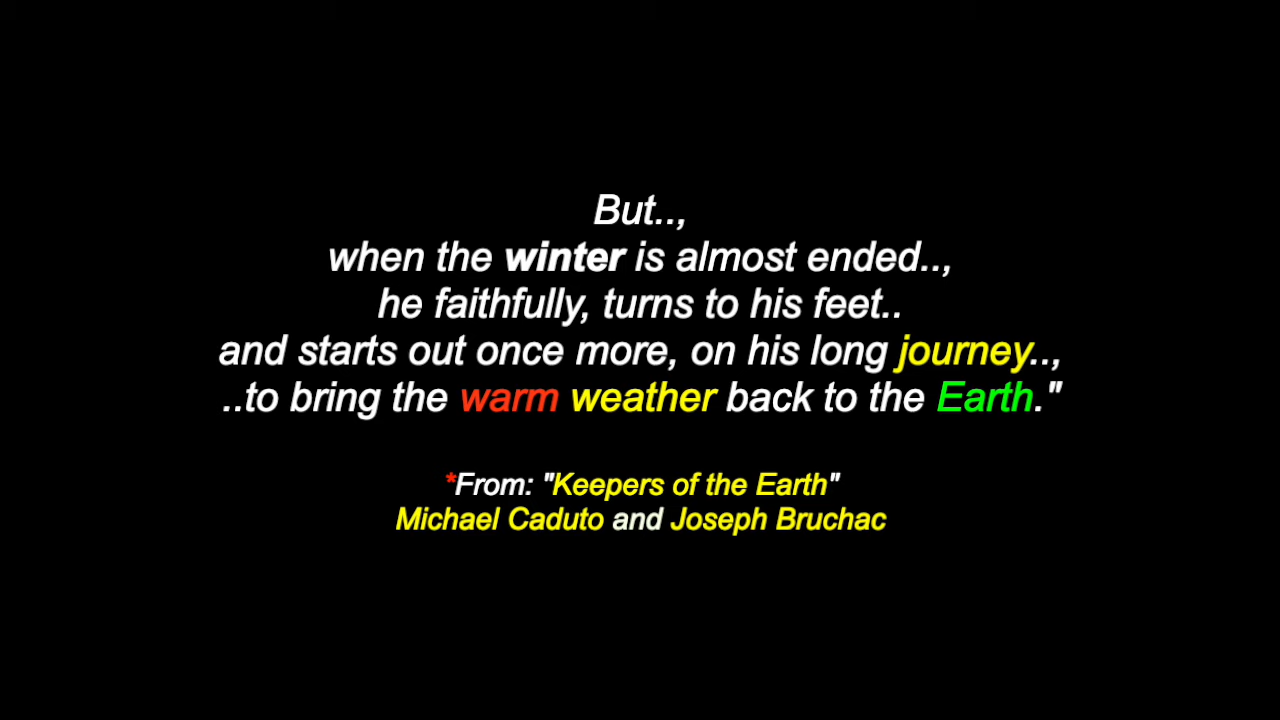 But..,
when the winter is almost ended..,
he faithfully, turns to his feet..
and starts out once more, on his long journey..,
..to bring the warm weather back to the Earth."
*From: "Keepers of the Earth"
Michael Caduto and Joseph Bruchac